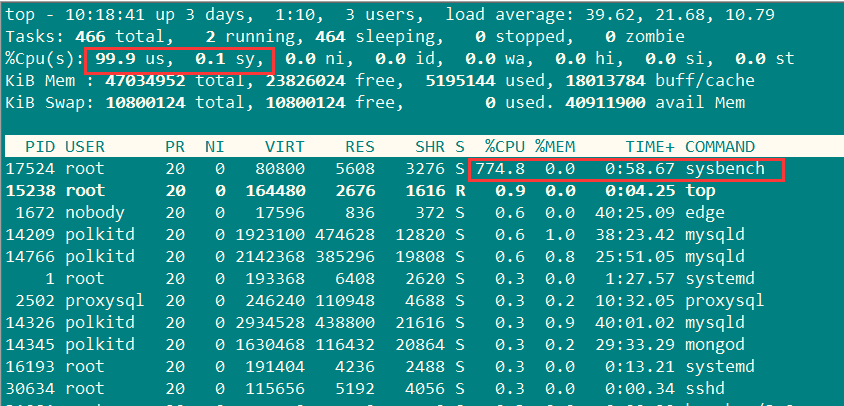 top - 10:18:41 up 3 days,  1:10,  3 users,  load average: 39.62, 21.68, 10.79
Tasks: 466 total,   2 running, 464 sleeping,   0 stopped,   0 zombie
%Cpu(s): 99.9 us,  0.1 sy,  0.0 ni,  0.0 id,  0.0 wa,  0.0 hi,  0.0 si,  0.0 st
KiB Mem : 47034952 total, 23826024 free,  5195144 used, 18013784 buff/cache
KiB Swap: 10800124 total, 10800124 free,        0 used. 40911900 avail Mem
  PID USER      PR  NI    VIRT    RES    SHR S  %CPU %MEM     TIME+ COMMAND
17524 root      20   0   80800   5608   3276 S 774.8  0.0   0:58.67 sysbench
15238 root      20   0  164480   2676   1616 R   0.9  0.0   0:04.25 top
 1672 nobody    20   0   17596    836    372 S   0.6  0.0  40:25.09 edge
14209 polkitd   20   0 1923100 474628  12820 S   0.6  1.0  38:23.42 mysqld
14766 polkitd   20   0 2142368 385296  19808 S   0.6  0.8  25:51.05 mysqld
    1 root      20   0  193368   6408   2620 S   0.3  0.0   1:27.57 systemd
 2502 proxysql  20   0  246240 110948   4688 S   0.3  0.2  10:32.05 proxysql
14326 polkitd   20   0 2934528 438800  21616 S   0.3  0.9  40:01.02 mysqld
14345 polkitd   20   0 1630468 116432  20864 S   0.3  0.2  29:33.29 mongod
16193 root      20   0  191404   4236   2488 S   0.3  0.0   0:13.21 systemd
30634 root      20   0  115656   5192   4056 S   0.3  0.0   0:00.34 sshd